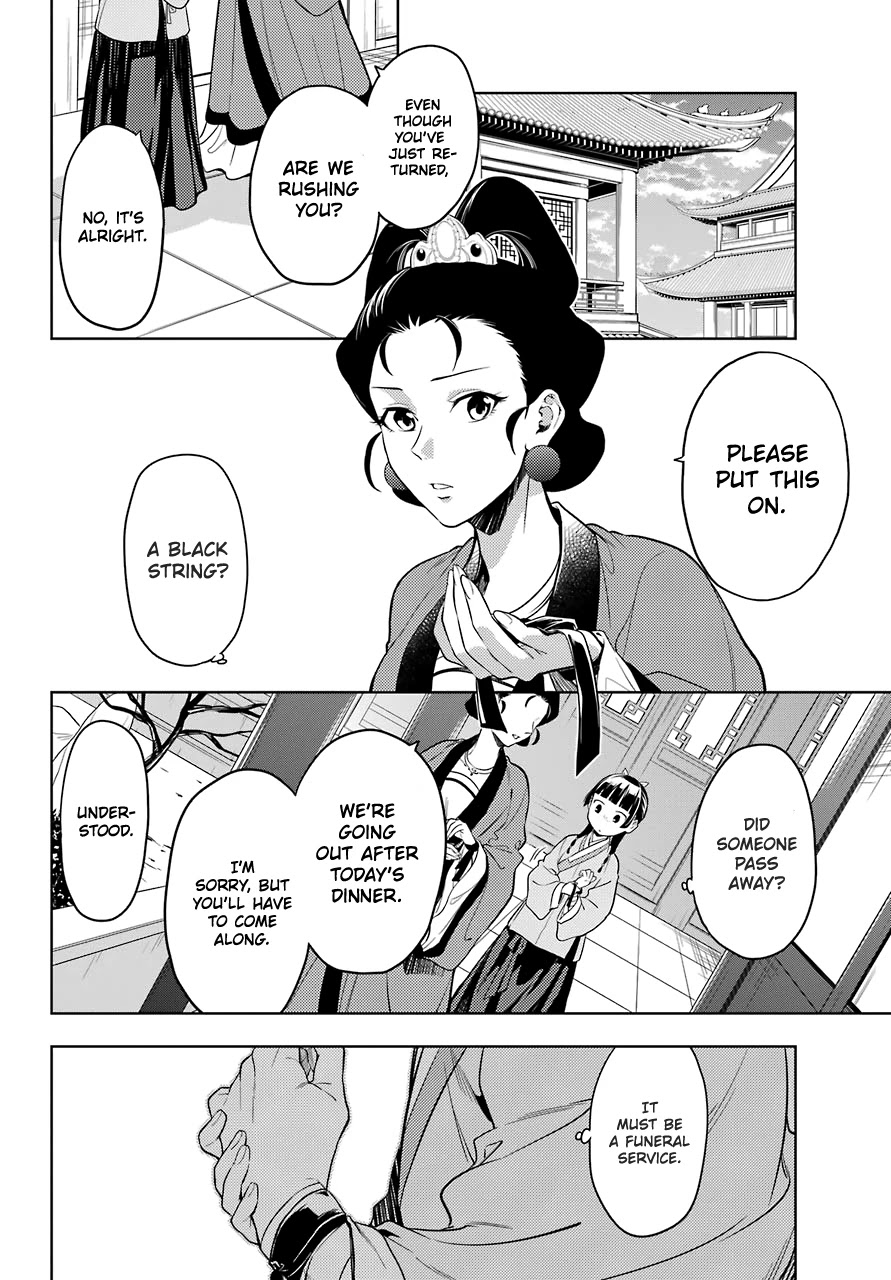 EVEN
THOUGH
YOU'VE
JUST RE-
TURNED,
ARE WE
RUSHING
YOU?
NO, IT'S
ALRIGHT.
PLEASE
PUT THIS
ON.
A BLACK
STRING?
DID
SOMEONE
PASS
AWAY?
WE'RE
GOING
OUT AFTER
TODAY'S
DINNER.
I'M
SORRY, BUT
YOU'LL HAVE
TO COME
ALONG.
UNDER-
STOOD.
IT
MUST BE
A FUNERAL
SERVICE.